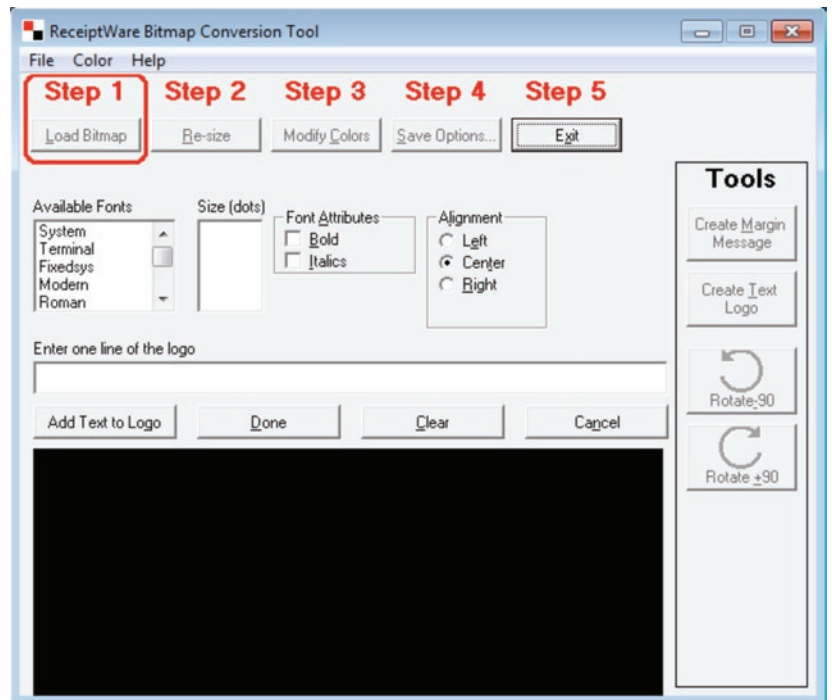 ReceiptWare Bitmap Conversion Tool
File Color Help
Step 1 Step 2 Step 3 Step 4 Step 5
Load Bitmap Re-size Modify Colors Save Options... Exit
Tools
Available Fonts Size (dots) Font Attributes Alignment
System
Terminal
Fixedsys
Modern
Roman
Bold
Italics
Left
Center
Right
Create Margin
Message
Create Text
Logo
Enter one line of the logo
Rotate-90
Add Text to Logo Done Clear Cancel
Rotate +90